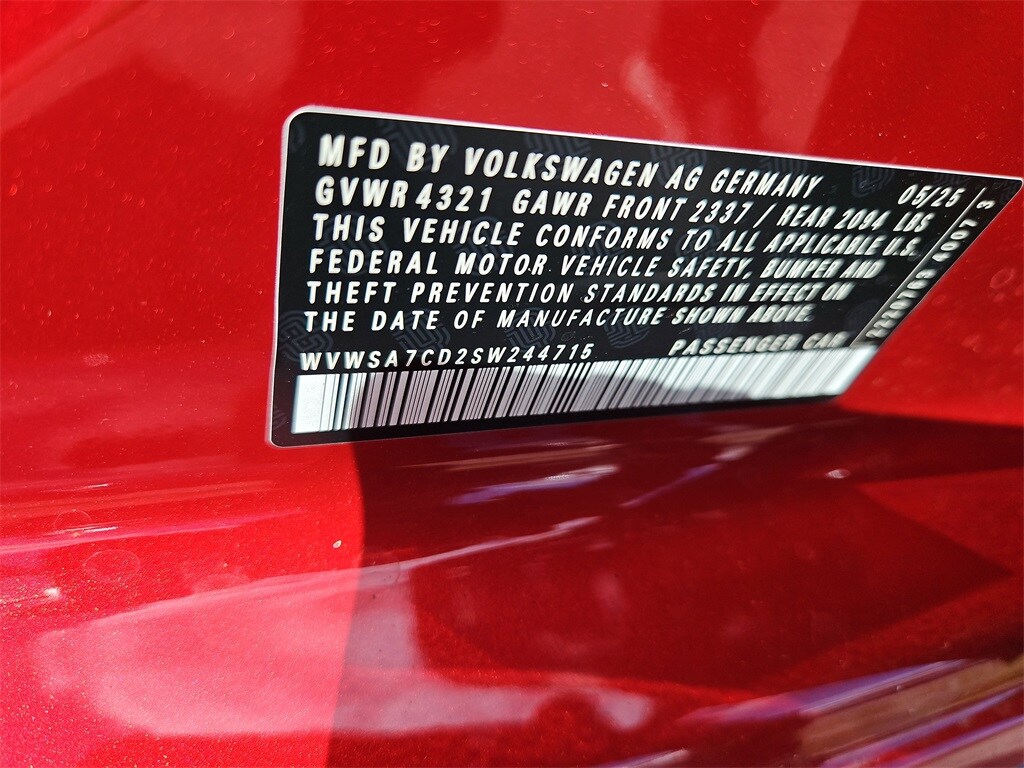 MFD BY VOLKSWAGEN AG GERMANY 05/25
GVWR 4321 GAWR FRONT 2337 / REAR 2094 LBS
THIS VEHICLE CONFORMS TO ALL APPLICABLE U.S.
FEDERAL MOTOR VEHICLE SAFETY, BUMPER AND
THEFT PREVENTION STANDARDS IN EFFECT ON
THE DATE OF MANUFACTURE SHOWN ABOVE.
WVWSA7CD2SW244715 PASSENGER CAR